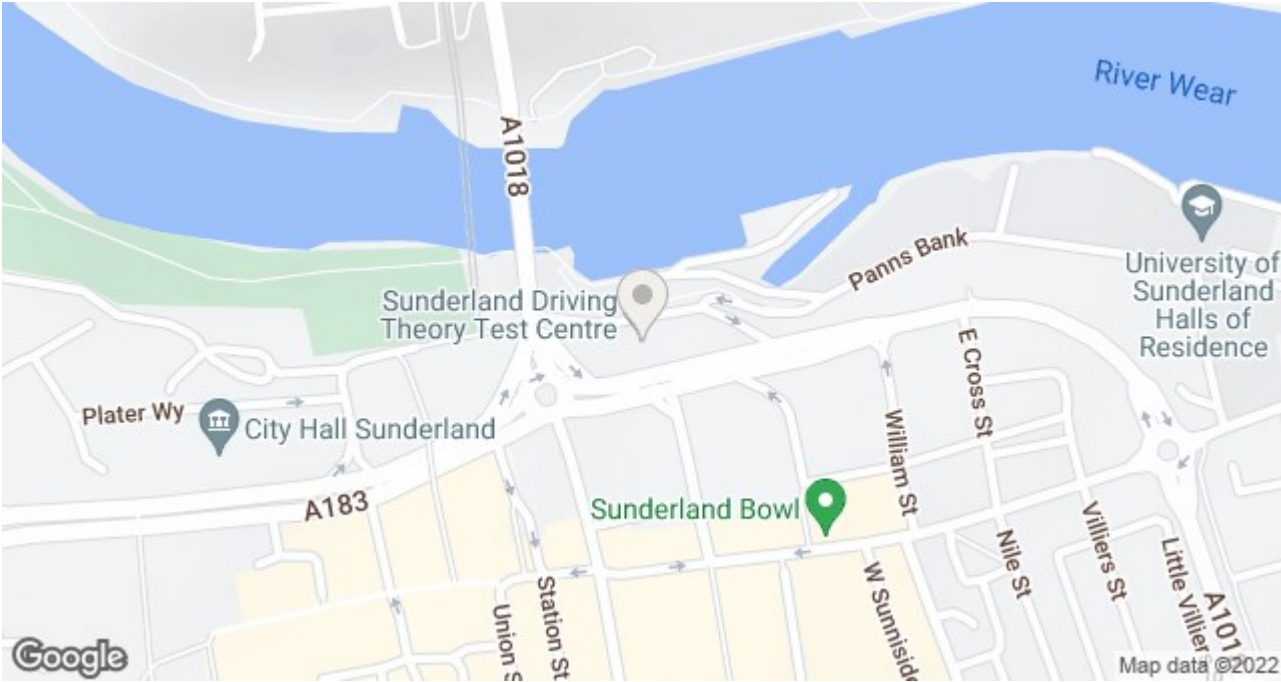 River Wear
A1018
Panns Bank
University of
Sunderland
Halls of
Residence
Sunderland Driving
Theory Test Centre
E Cross St
Plater Wy
City Hall Sunderland
William St
A183
Sunderland Bowl
Villiers St
Nile St
Little Villier
W Sunniside
Station St
Union S
A101
Google
Map data ©2022